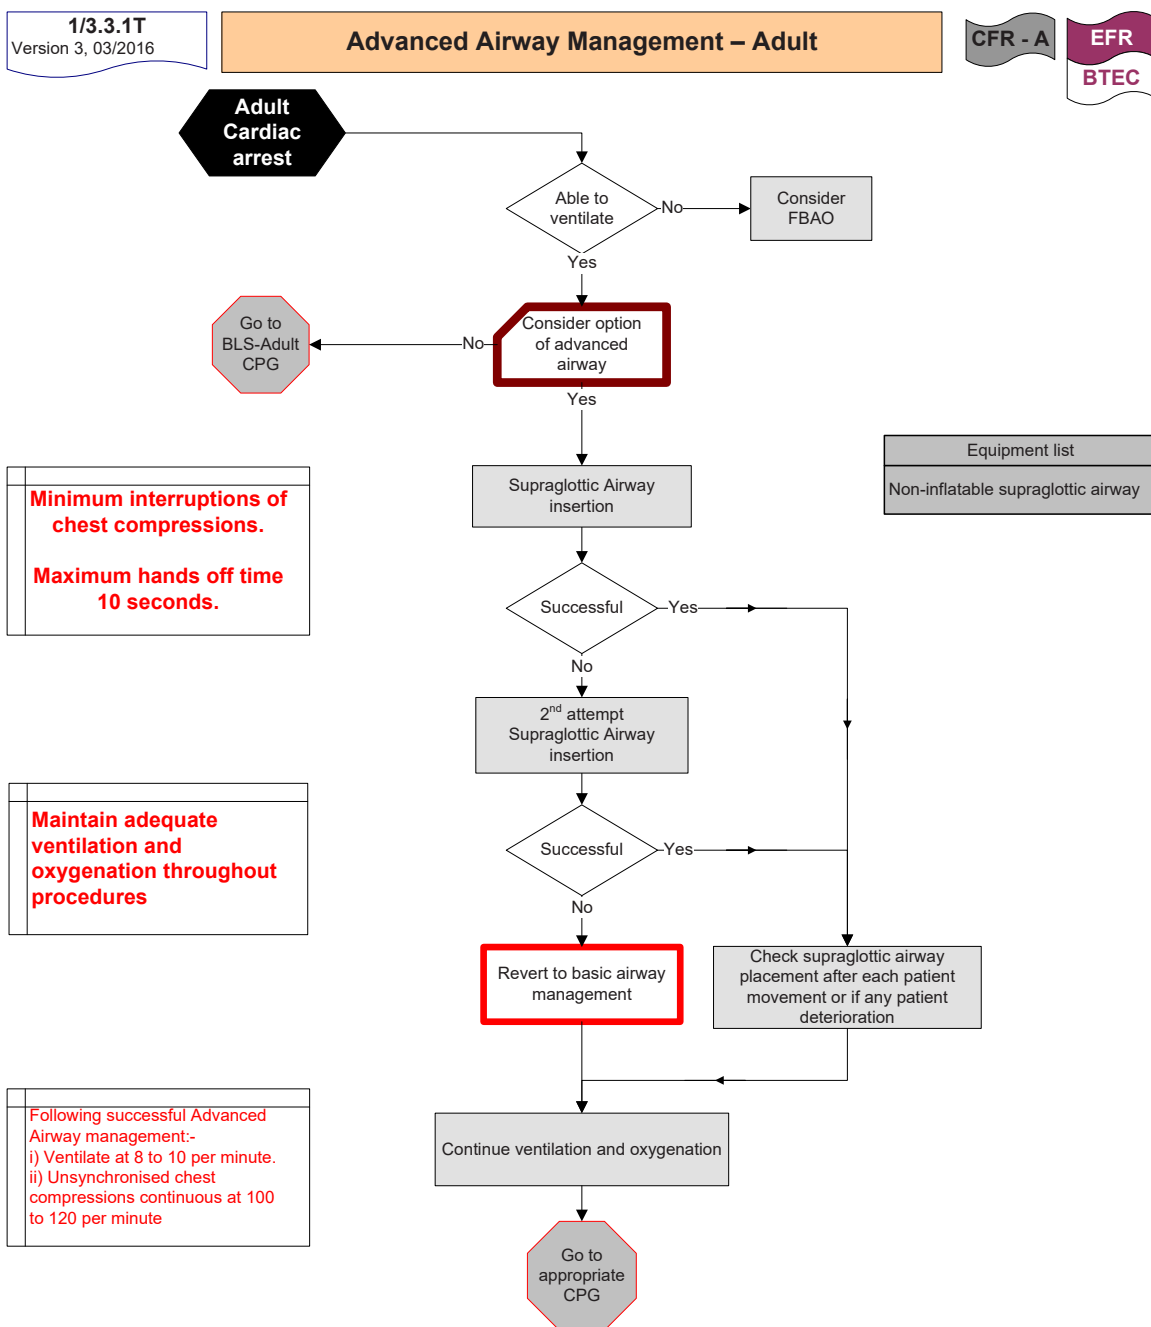 1/3.3.1T
Version 3, 03/2016
Advanced Airway Management – Adult
CFR - A
EFR
BTEC
Adult
Cardiac
arrest
Able to
ventilate
No
Consider
FBAO
Yes
Go to
BLS-Adult
CPG
No
Consider option
of advanced
airway
Yes
Equipment list
Non-inflatable supraglottic airway
Minimum interruptions of
chest compressions.
Maximum hands off time
10 seconds.
Supraglottic Airway
insertion
Successful
Yes
No
2nd attempt
Supraglottic Airway
insertion
Maintain adequate
ventilation and
oxygenation throughout
procedures
Successful
Yes
No
Revert to basic airway
management
Check supraglottic airway
placement after each patient
movement or if any patient
deterioration
Following successful Advanced
Airway management:-
i) Ventilate at 8 to 10 per minute.
ii) Unsynchronised chest
compressions continuous at 100
to 120 per minute
Continue ventilation and oxygenation
Go to
appropriate
CPG